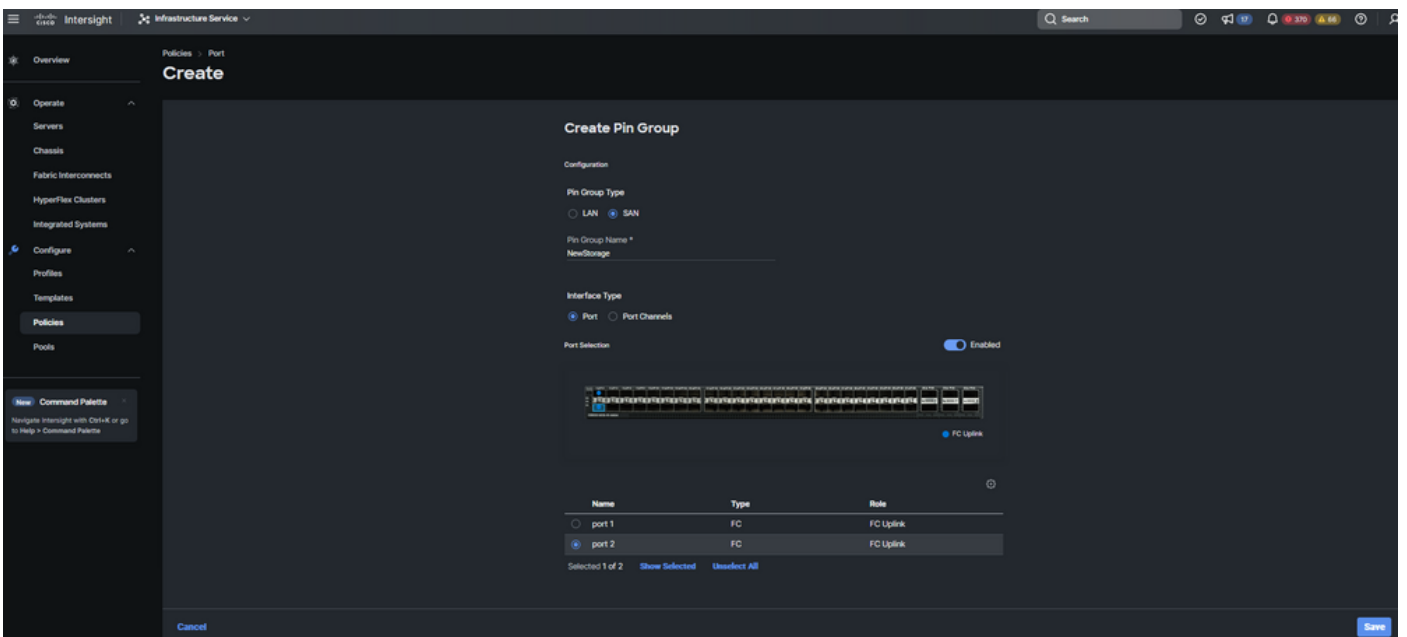 cisco Intersight
Infrastructure Service
Search
17
370
66
Overview
Operate
Servers
Chassis
Fabric Interconnects
HyperFlex Clusters
Integrated Systems
Configure
Profiles
Templates
Policies
Pools
New Command Palette
Navigate Intersight with Ctrl+K or go
to Help > Command Palette
Policies > Port
Create
Create Pin Group
Configuration
Pin Group Type
LAN SAN
Pin Group Name *
NewStorage
Interface Type
Port Port Channels
Port Selection
Enabled
FC Uplink
Name Type Role
port 1 FC FC Uplink
port 2 FC FC Uplink
Selected 1 of 2 Show Selected Unselect All
Cancel
Save